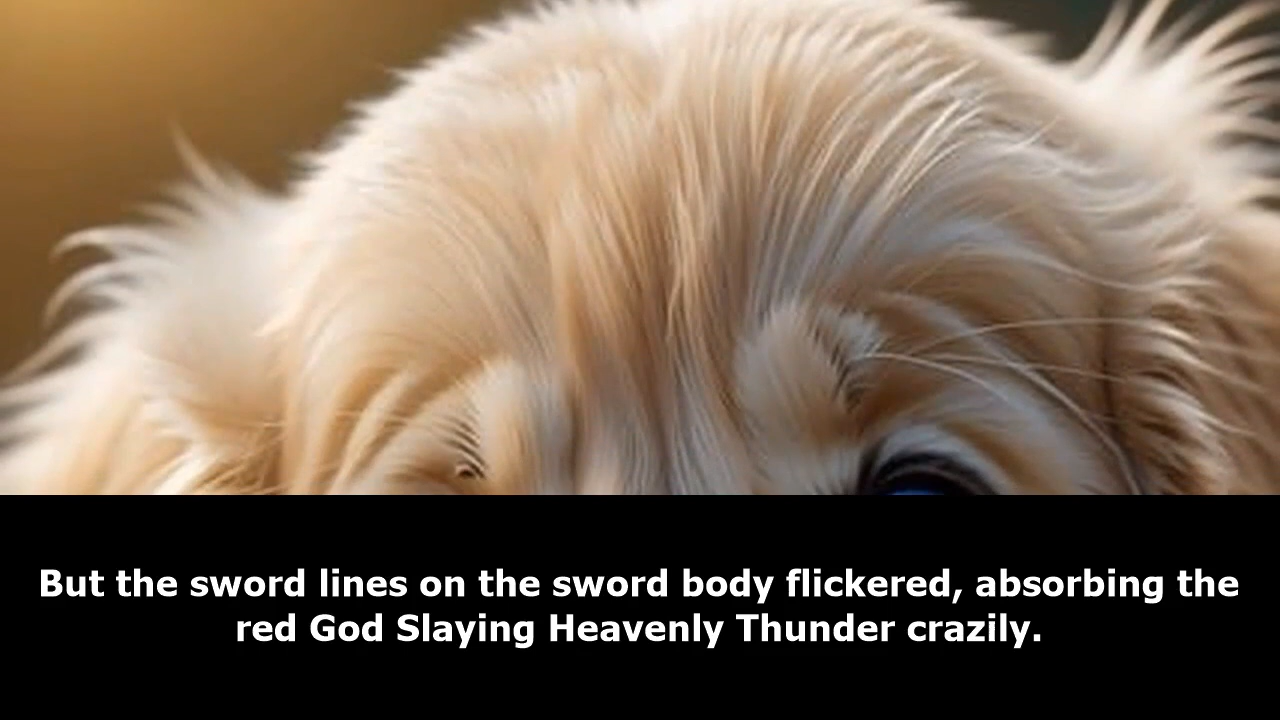 But the sword lines on the sword body flickered, absorbing the
red God Slaying Heavenly Thunder crazily.